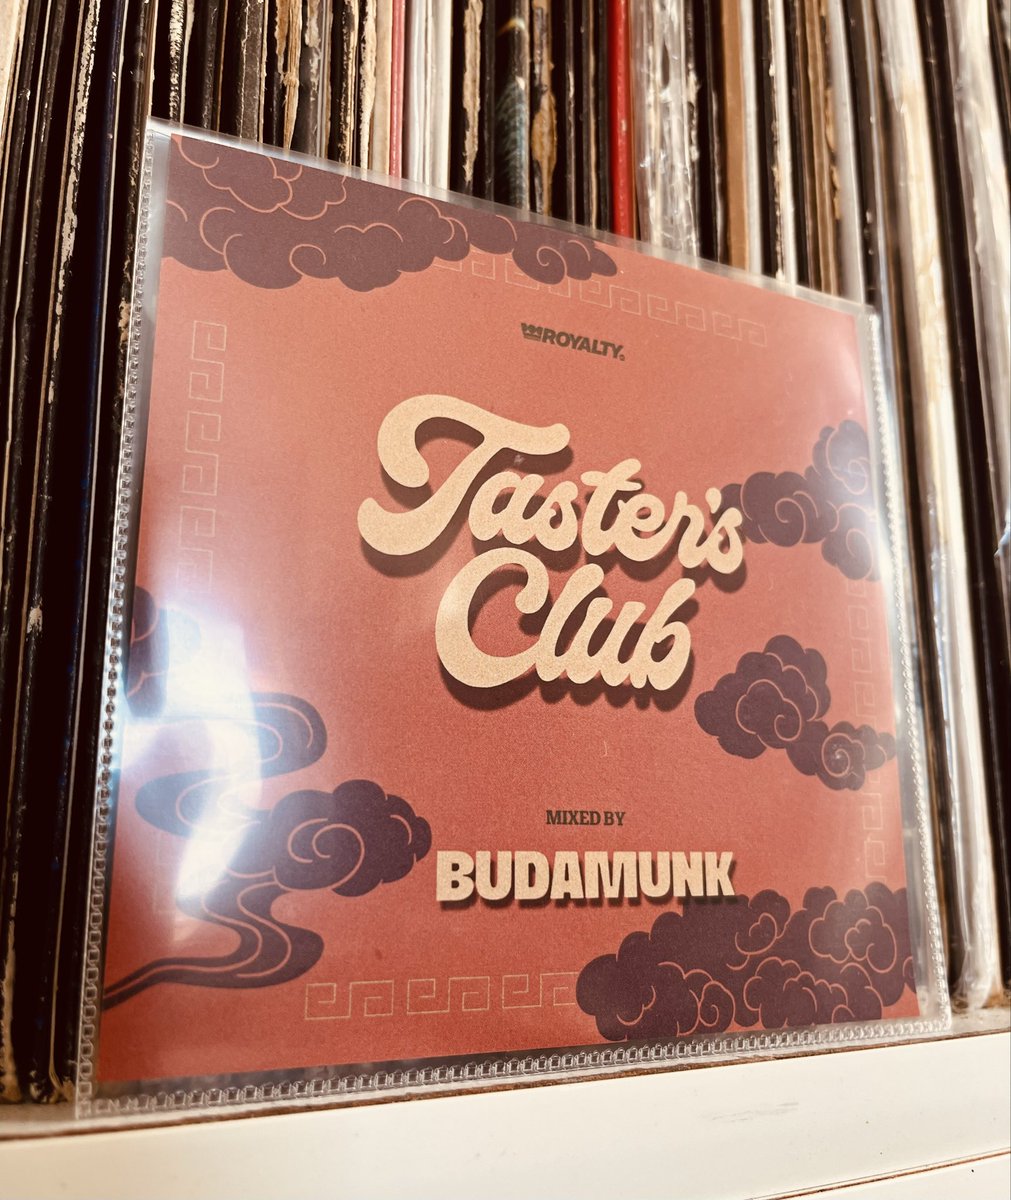 ROYALTY
Taster's
Club
MIXED BY
BUDAMUNK